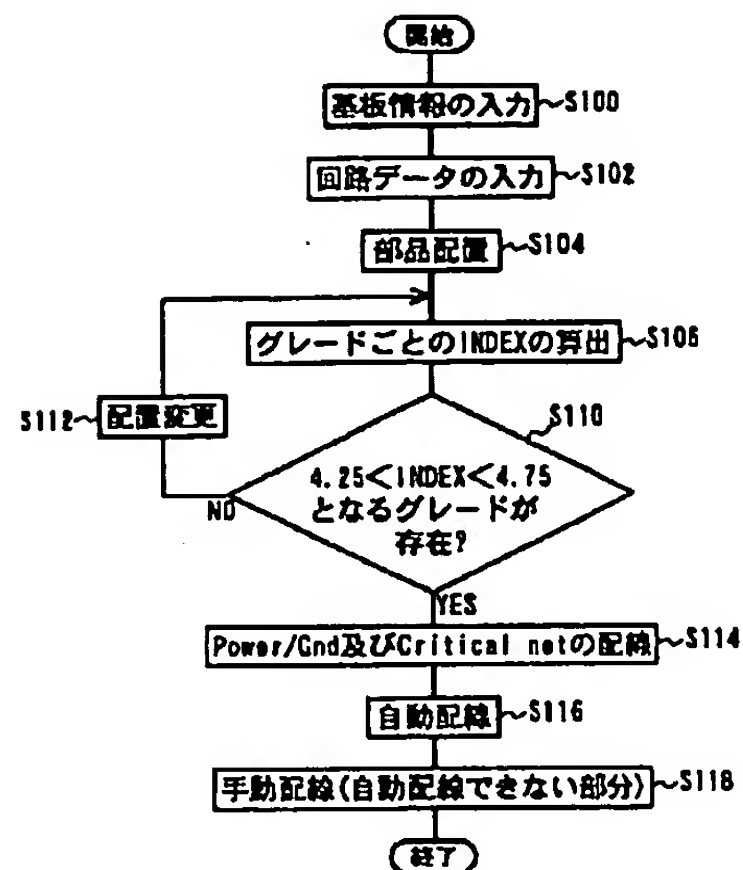 開始
基板情報の入力 S100
回路データの入力 S102
部品配置 S104
グレードごとのINDEXの算出 S106
S112 配置変更
S110
4.25<INDEX<4.75
となるグレードが
存在?
NO
YES
Power/Gnd及びCritical netの配線 S114
自動配線 S116
手動配線(自動配線できない部分) S118
終了